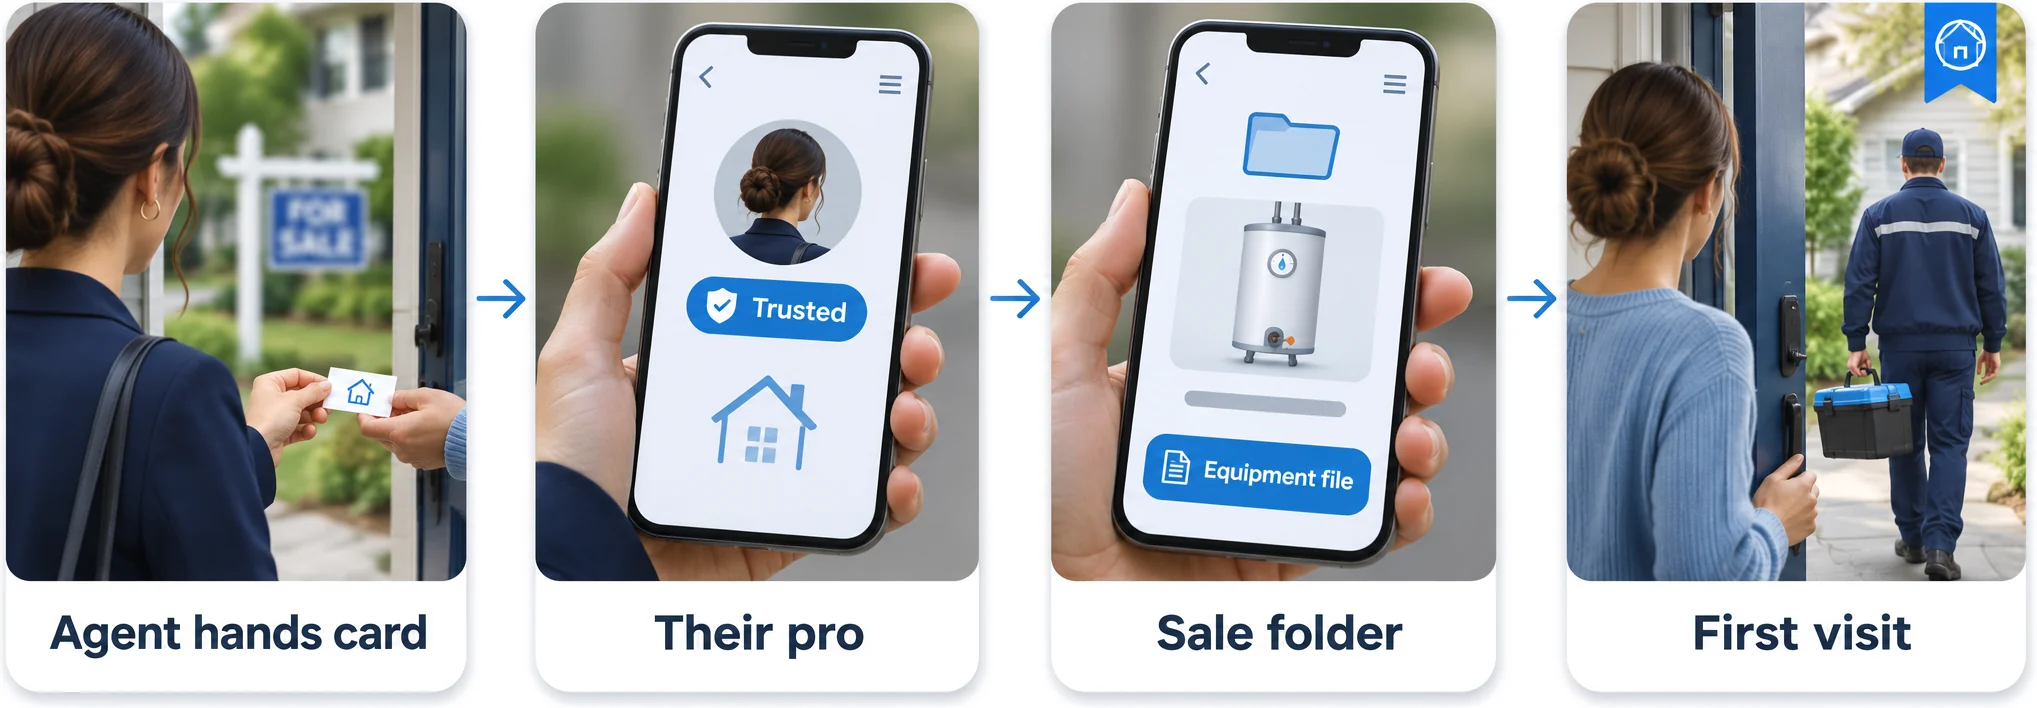 FOR
SALE
Agent hands card
Trusted
Their pro
Equipment file
Sale folder
First visit